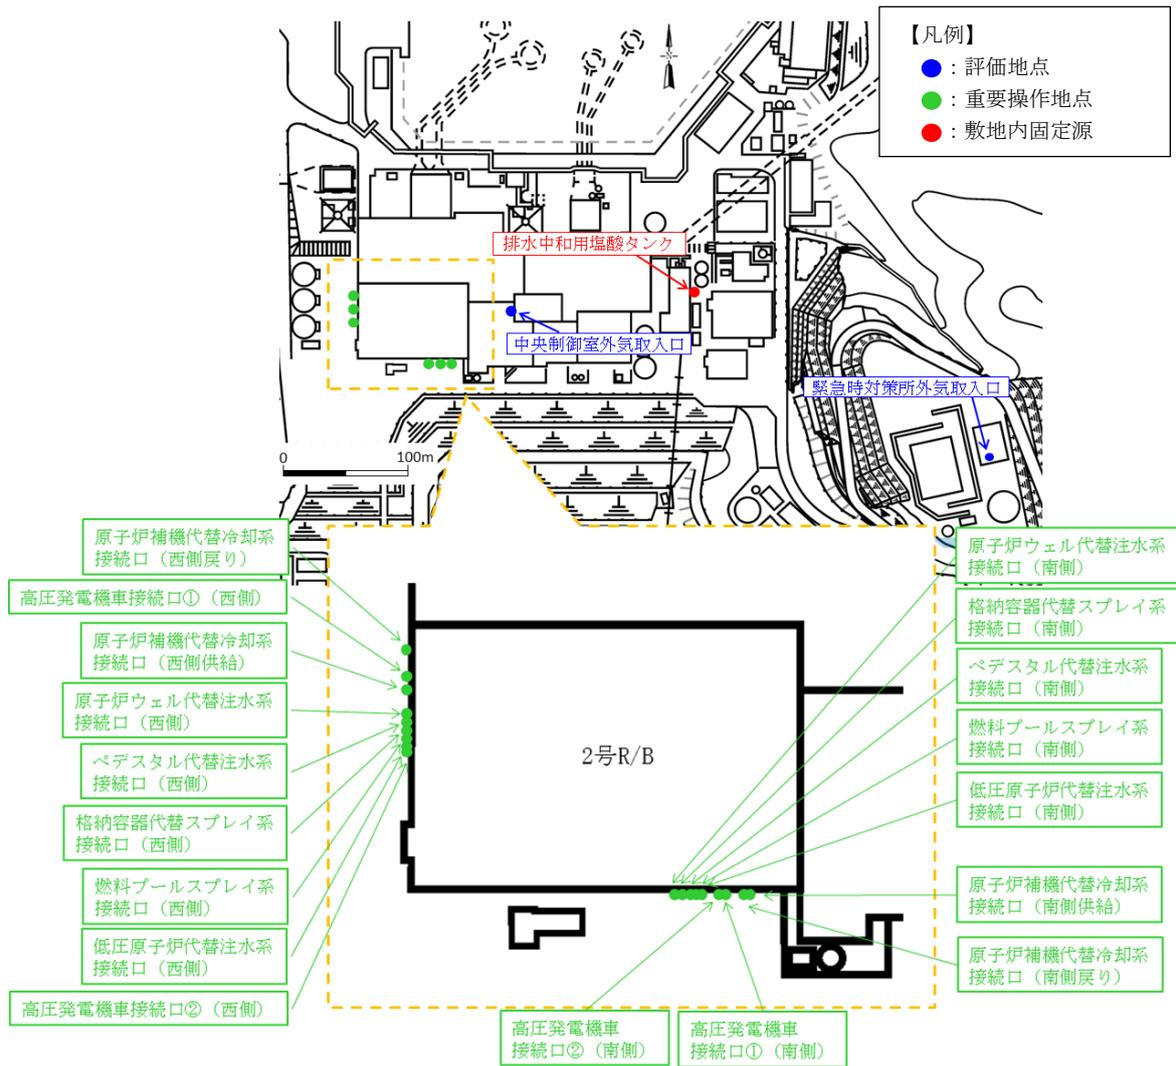 【凡例】
●：評価地点
●：重要操作地点
●：敷地内固定源
排水中和用塩酸タンク
中央制御室外気取入口
緊急時対策所外気取入口
0 100m
原子炉補機代替冷却系
接続口（西側戻り）
高圧発電機車接続口①（西側）
原子炉補機代替冷却系
接続口（西側供給）
原子炉ウェル代替注水系
接続口（西側）
ペデスタル代替注水系
接続口（西側）
格納容器代替スプレイ系
接続口（西側）
燃料プールスプレイ系
接続口（西側）
低圧原子炉代替注水系
接続口（西側）
高圧発電機車接続口②（西側）
2号R/B
原子炉ウェル代替注水系
接続口（南側）
格納容器代替スプレイ系
接続口（南側）
ペデスタル代替注水系
接続口（南側）
燃料プールスプレイ系
接続口（南側）
低圧原子炉代替注水系
接続口（南側）
原子炉補機代替冷却系
接続口（南側供給）
原子炉補機代替冷却系
接続口（南側戻り）
高圧発電機車
接続口②（南側）
高圧発電機車
接続口①（南側）